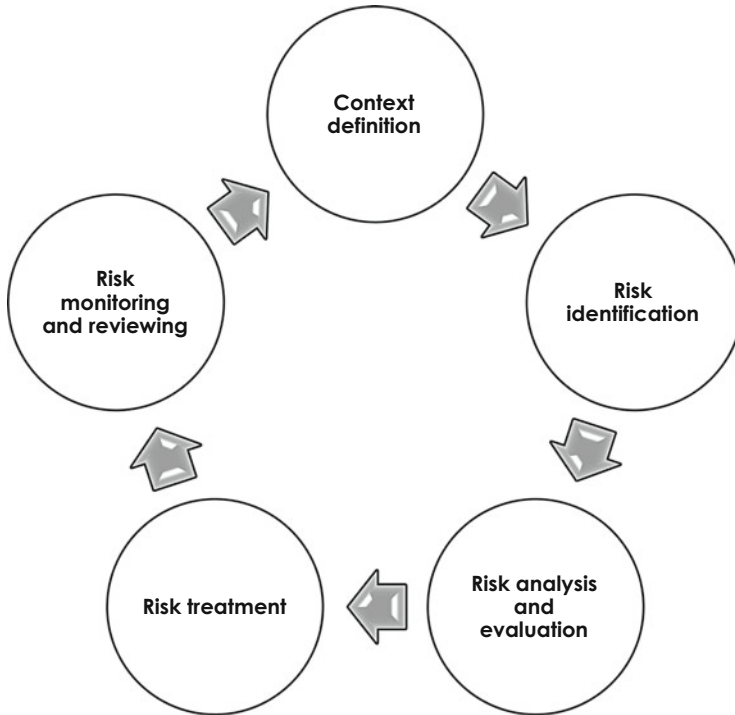 Context
definition
Risk
identification
Risk analysis
and
evaluation
Risk treatment
Risk
monitoring
and reviewing